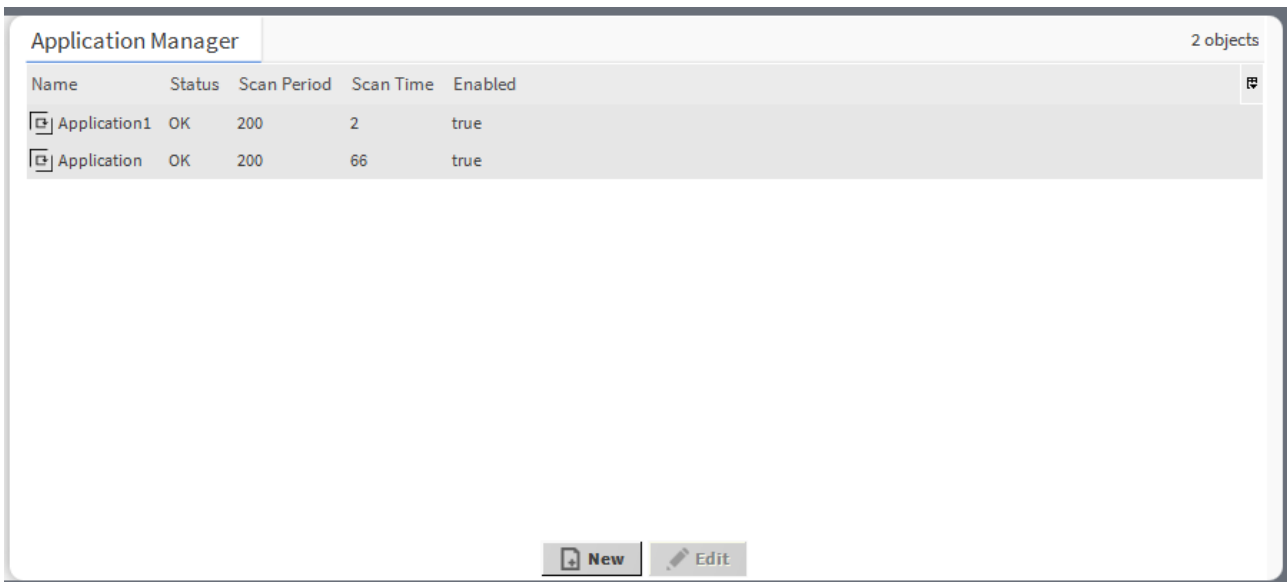 Application Manager 2 objects
Name Status Scan Period Scan Time Enabled
Application1 OK 200 2 true
Application OK 200 66 true
New Edit